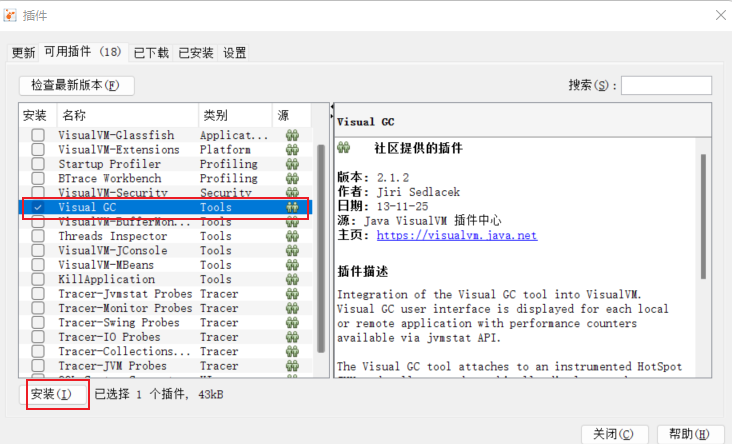 插件
更新 可用插件 (18) 已下载 已安装 设置
检查最新版本(F) 搜索(S):
安装 名称 类别 源
VisualVM-Glassfish Applicat...
VisualVM-Extensions Platform
Startup Profiler Profiling
BTrace Workbench Profiling
VisualVM-Security Security
Visual GC Tools
VisualVM-BufferMon... Tools
Threads Inspector Tools
VisualVM-JConsole Tools
VisualVM-MBeans Tools
KillApplication Tools
Tracer-Jvmstat Probes Tracer
Tracer-Monitor Probes Tracer
Tracer-Swing Probes Tracer
Tracer-IO Probes Tracer
Tracer-Collections... Tracer
Tracer-JVM Probes Tracer
Visual GC
社区提供的插件
版本: 2.1.2
作者: Jiri Sedlacek
日期: 13-11-25
源: Java VisualVM 插件中心
主页: https://visualvm.java.net
插件描述
Integration of the Visual GC tool into VisualVM.
Visual GC user interface is displayed for each local
or remote application with performance counters
available via jvmstat API.
The Visual GC tool attaches to an instrumented HotSpot
安装(I) 已选择 1 个插件, 43kB
关闭(C) 帮助(H)